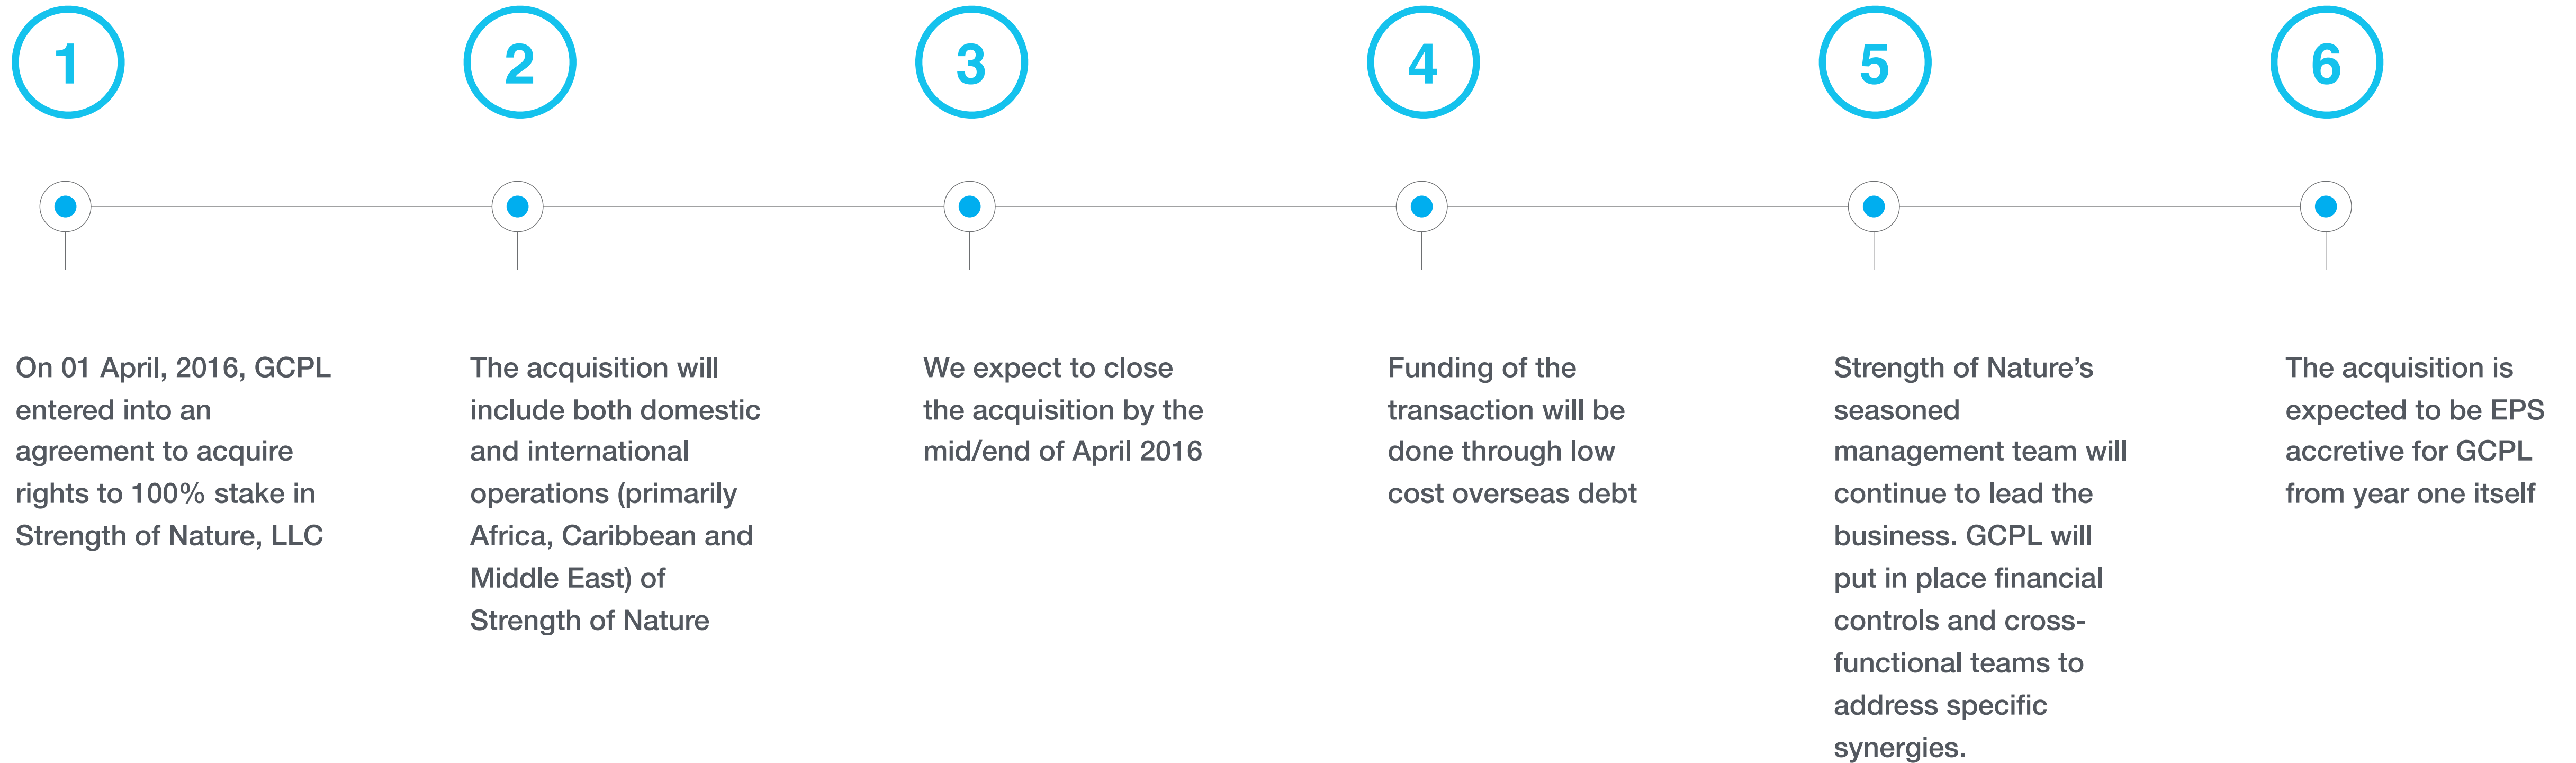 1
On 01 April, 2016, GCPL
entered into an
agreement to acquire
rights to 100% stake in
Strength of Nature, LLC
2
The acquisition will
include both domestic
and international
operations (primarily
Africa, Caribbean and
Middle East) of
Strength of Nature
3
We expect to close
the acquisition by the
mid/end of April 2016
4
Funding of the
transaction will be
done through low
cost overseas debt
5
Strength of Nature’s
seasoned
management team will
continue to lead the
business. GCPL will
put in place financial
controls and cross-
functional teams to
address specific
synergies.
6
The acquisition is
expected to be EPS
accretive for GCPL
from year one itself